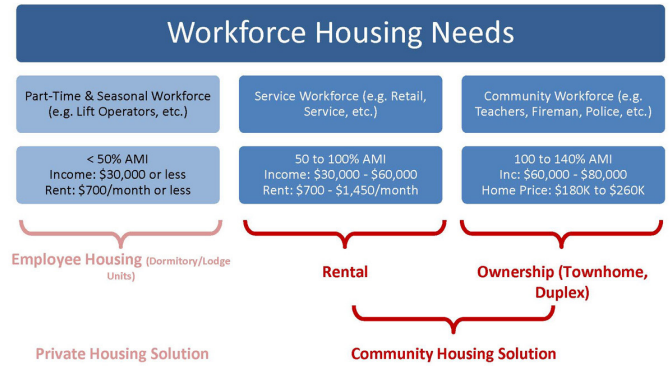 Workforce Housing Needs
Part-Time & Seasonal Workforce
(e.g. Lift Operators, etc.)
Service Workforce (e.g. Retail,
Service, etc.)
Community Workforce (e.g.
Teachers, Fireman, Police, etc.)
< 50% AMI
Income: $30,000 or less
Rent: $700/month or less
50 to 100% AMI
Income: $30,000 - $60,000
Rent: $700 - $1,450/month
100 to 140% AMI
Inc: $60,000 - $80,000
Home Price: $180K to $260K
Employee Housing (Dormitory/Lodge
Units)
Rental
Ownership (Townhome,
Duplex)
Private Housing Solution
Community Housing Solution